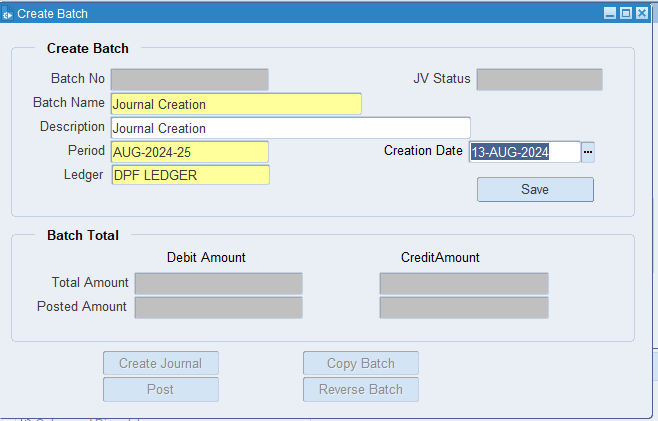 Create Batch
Create Batch
Batch No
JV Status
Batch Name Journal Creation
Description Journal Creation
Period AUG-2024-25 Creation Date 13-AUG-2024 ...
Ledger DPF LEDGER
Save
Batch Total
Debit Amount CreditAmount
Total Amount
Posted Amount
Create Journal Copy Batch
Post Reverse Batch